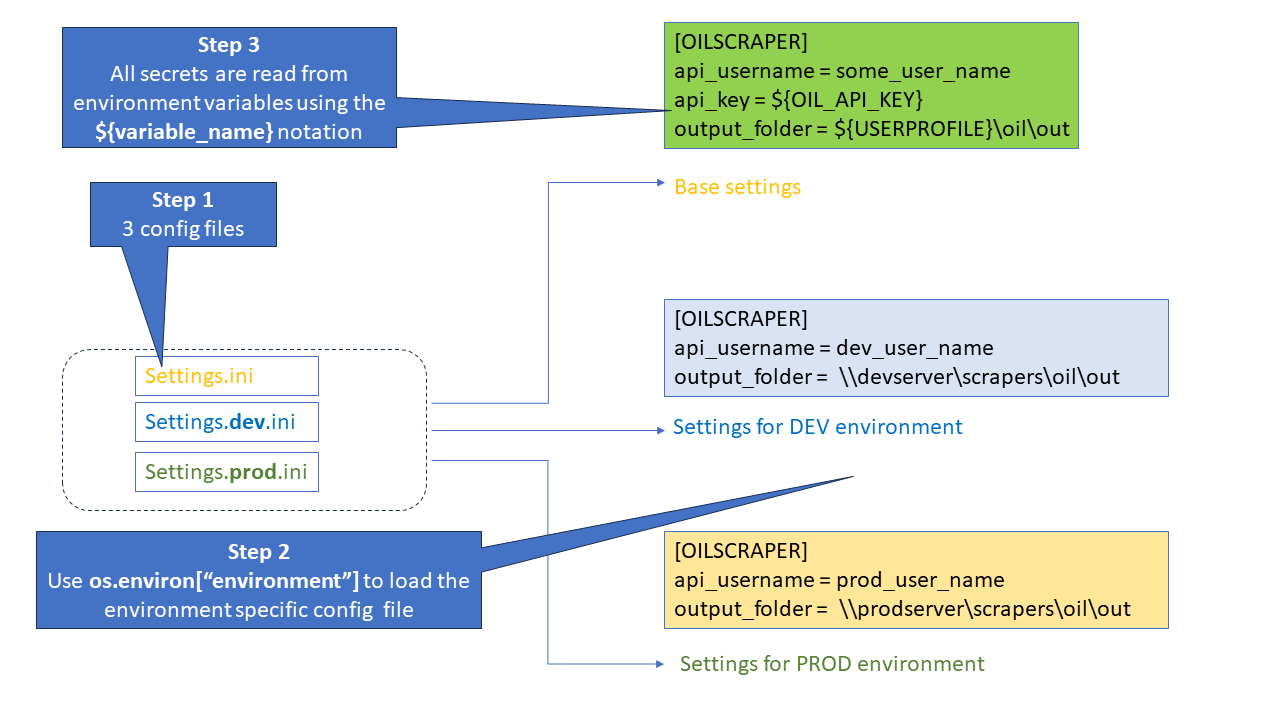 Step 3
All secrets are read from
environment variables using the
${variable_name} notation
[OILSCRAPER]
api_username = some_user_name
api_key = ${OIL_API_KEY}
output_folder = ${USERPROFILE}\oil\out
Base settings
Step 1
3 config files
Settings.ini
Settings.dev.ini
Settings.prod.ini
[OILSCRAPER]
api_username = dev_user_name
output_folder =  \\devserver\scrapers\oil\out
Settings for DEV environment
Step 2
Use os.environ[“environment”] to load the
environment specific config  file
[OILSCRAPER]
api_username = prod_user_name
output_folder =  \\prodserver\scrapers\oil\out
Settings for PROD environment